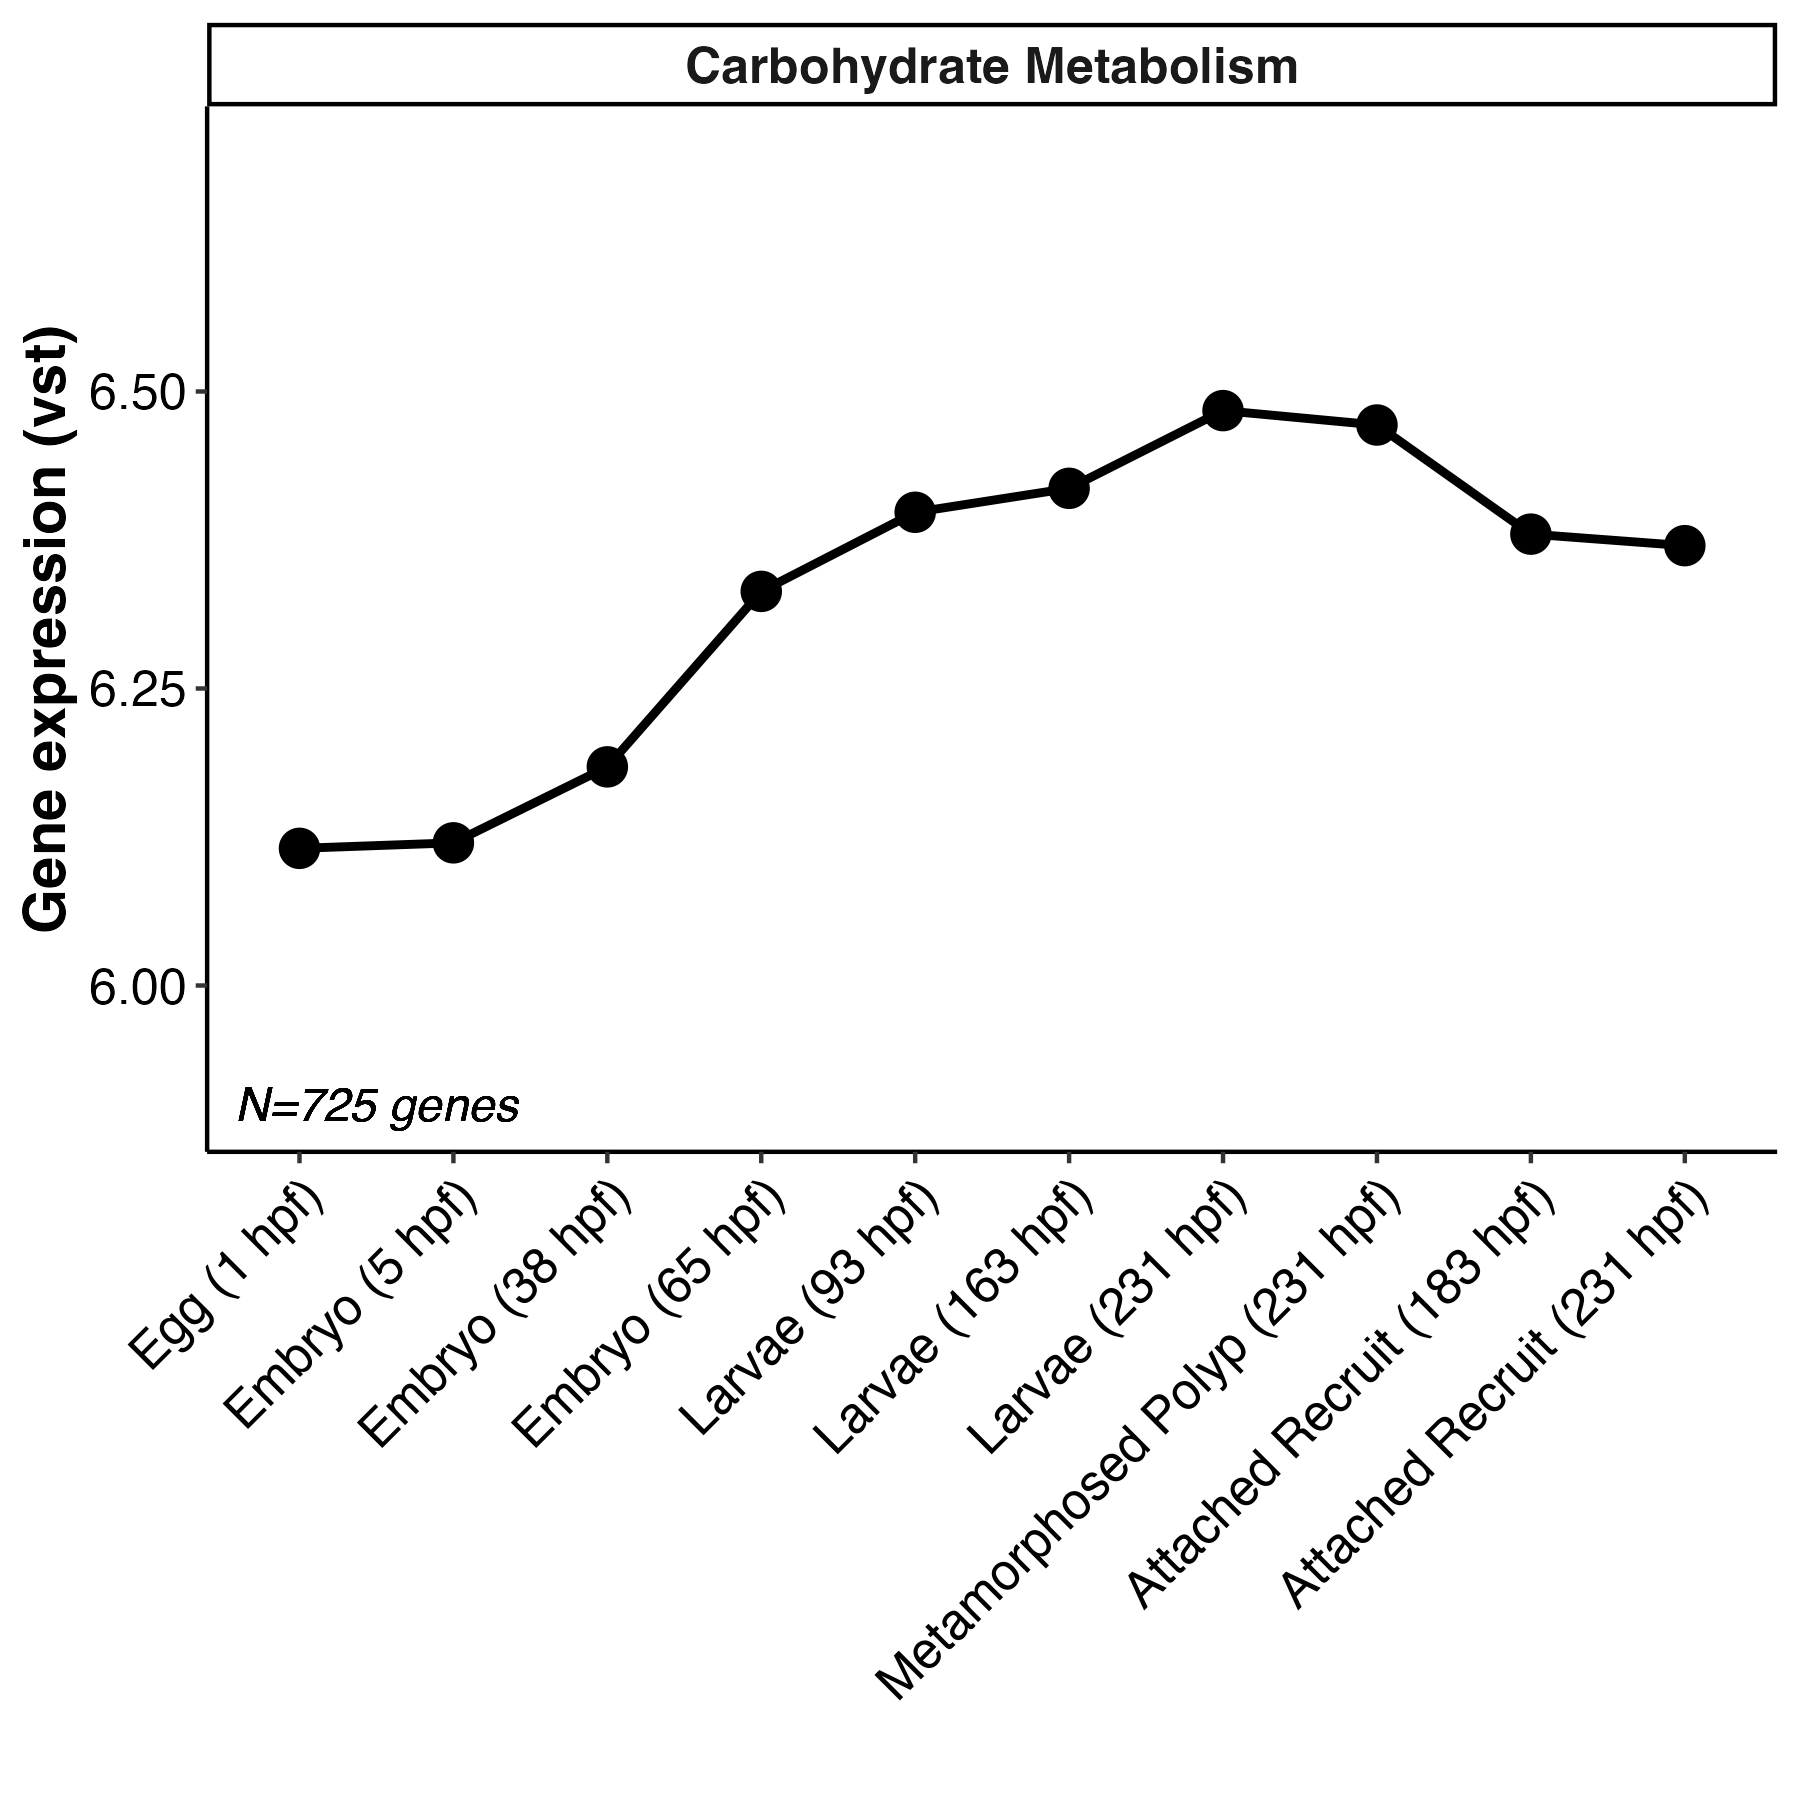 Carbohydrate Metabolism
Gene expression (vst)
6.50
6.25
6.00
N=725 genes
Egg (1 hpf)
Embryo (5 hpf)
Embryo (38 hpf)
Embryo (65 hpf)
Larvae (93 hpf)
Larvae (163 hpf)
Larvae (231 hpf)
Metamorphosed Polyp (231 hpf)
Attached Recruit (183 hpf)
Attached Recruit (231 hpf)